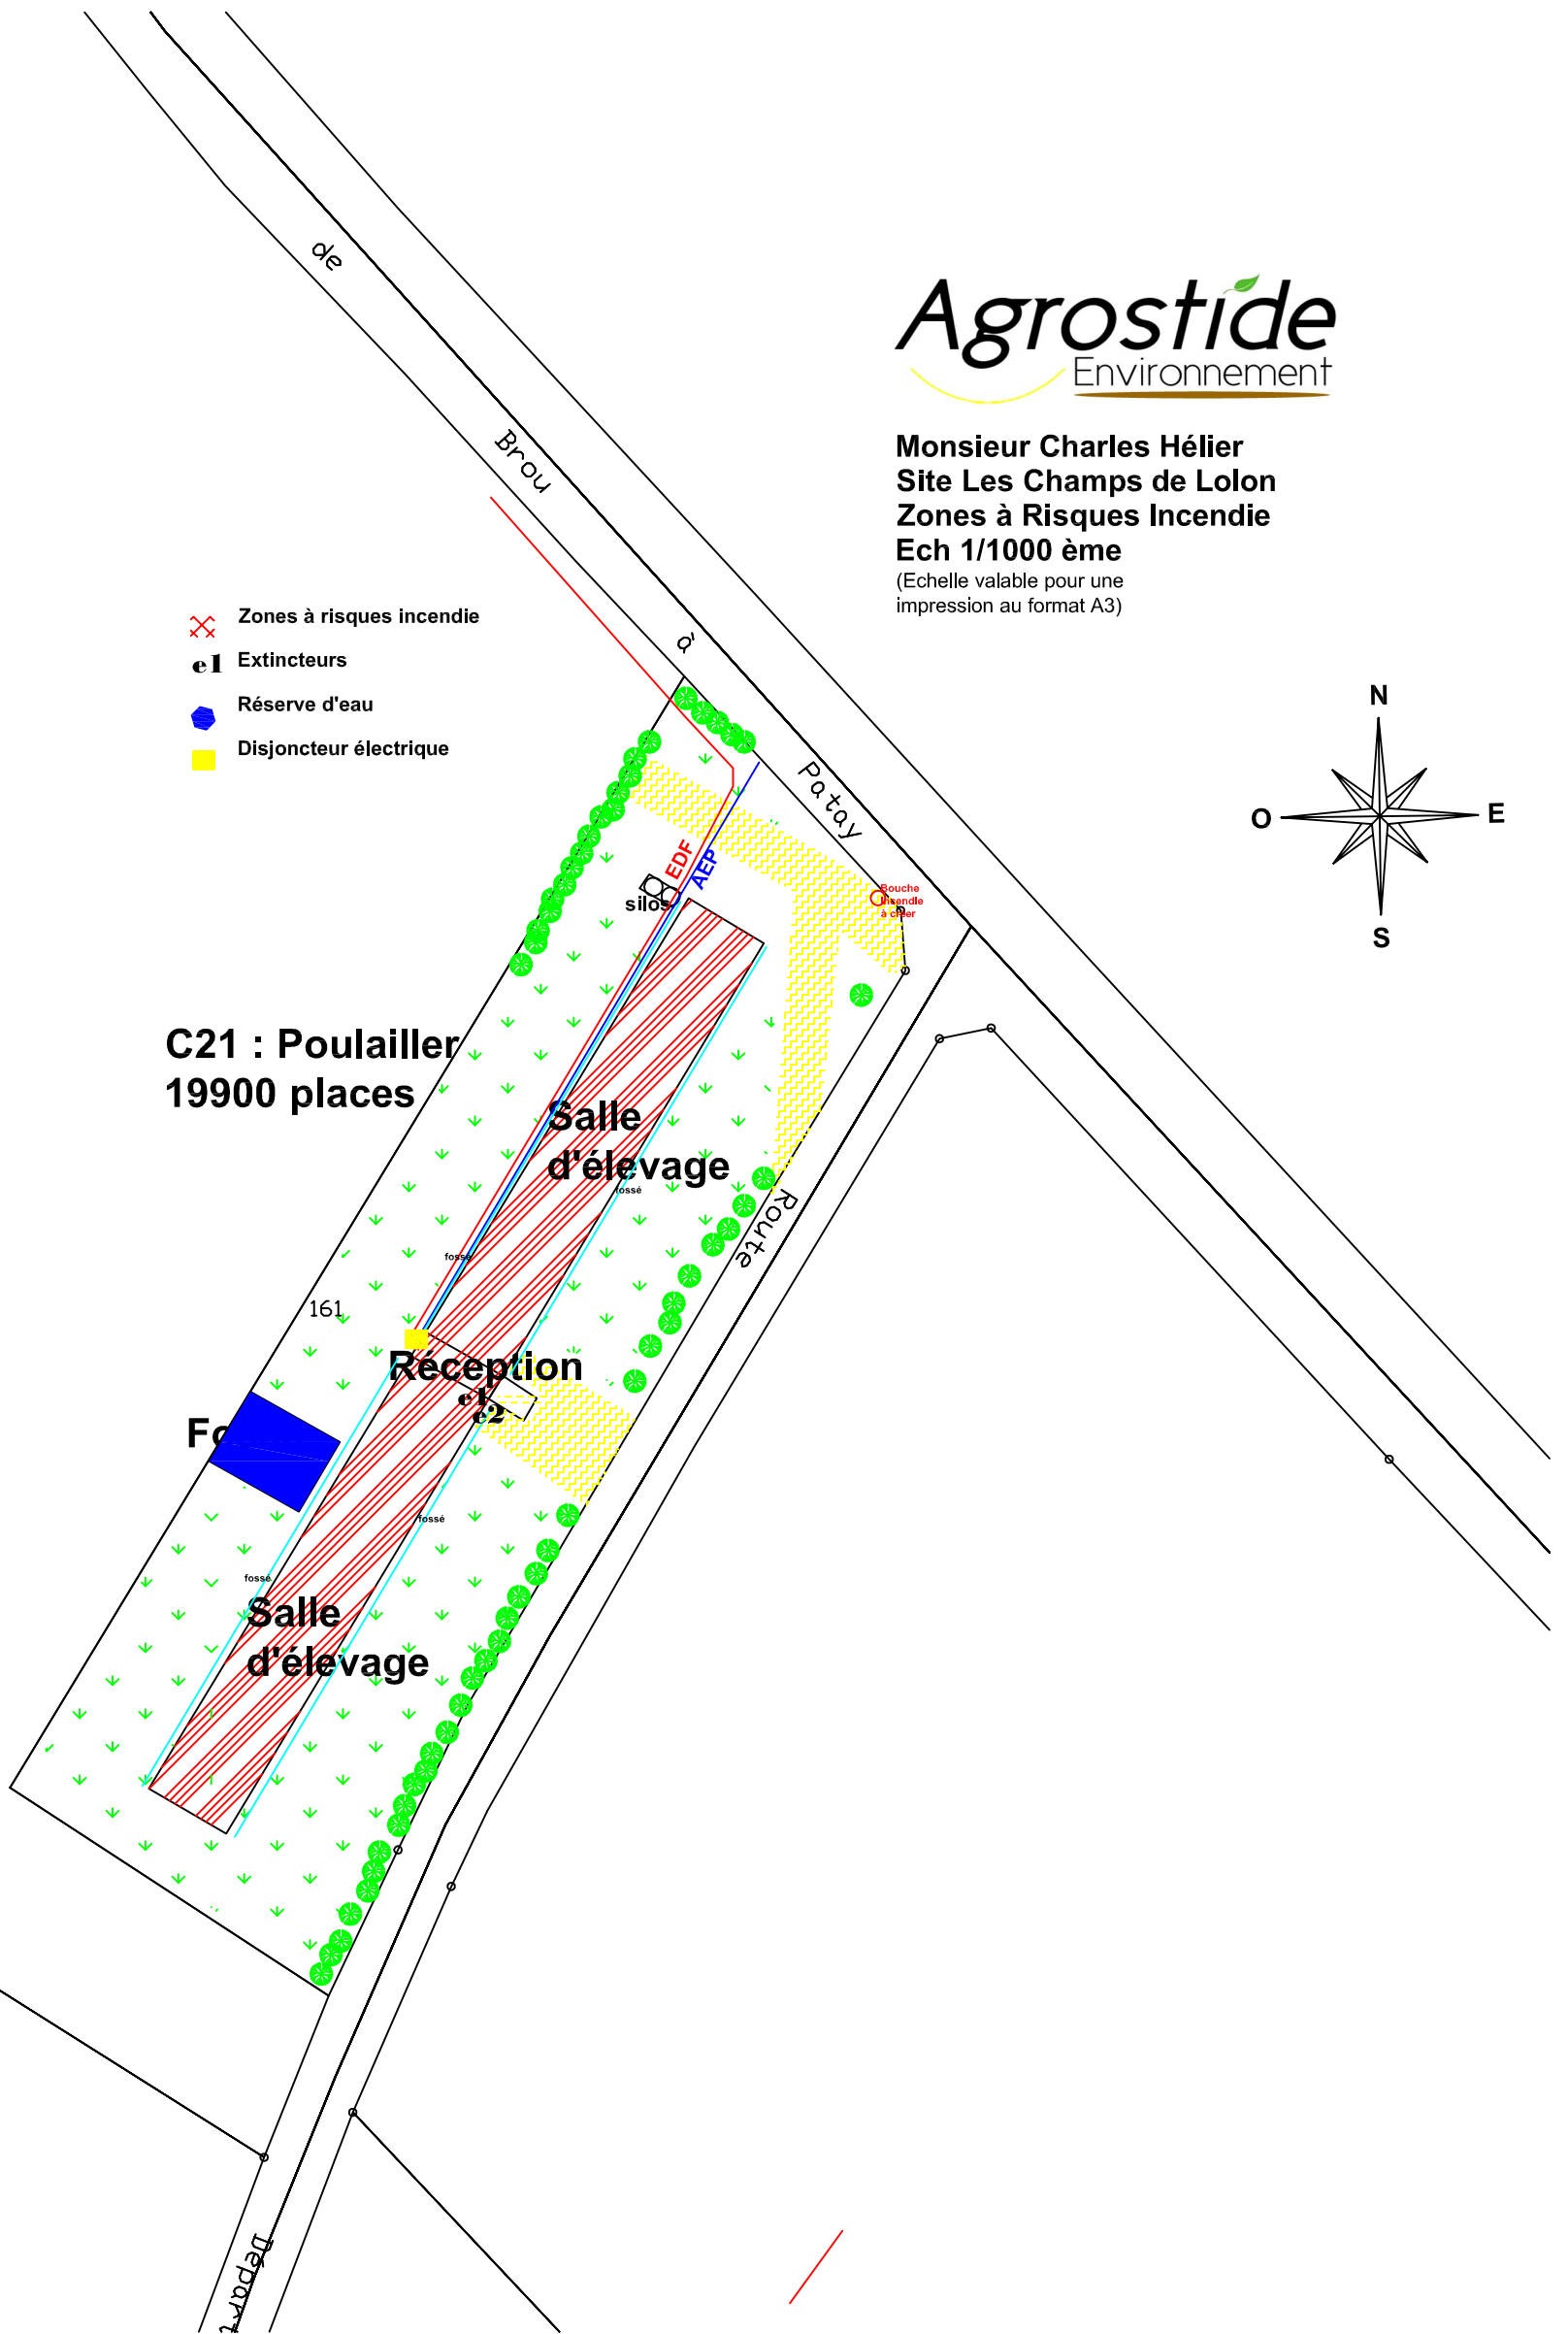 de
Agrostide
Environnement
Brou
Monsieur Charles Hélier
Site Les Champs de Lolon
Zones à Risques Incendie
Ech 1/1000 ème
(Echelle valable pour une
impression au format A3)
Zones à risques incendie
e1 Extincteurs
Réserve d'eau
Disjoncteur électrique
à
Patay
N
O
E
S
EDF
AEP
silos
Bouche
incendie
à créer
C21 : Poulailler
19900 places
Salle
d'élevage
fossé
Route
fossé
161
Réception
e1
e2
Fo
fossé
fossé
Salle
d'élevage
Départ